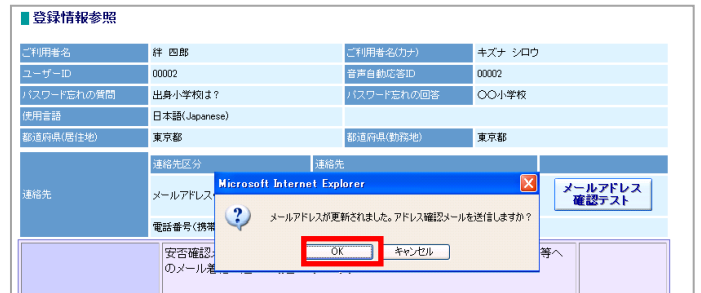 登録情報参照
ご利用者名 絆 四郎 ご利用者名(カナ) キズナ シロウ
ユーザーID 00002 音声自動応答ID 00002
パスワード忘れの質問 出身小学校は？ パスワード忘れの回答 〇〇小学校
使用言語 日本語(Japanese)
都道府県(居住地) 東京都 都道府県(勤務地) 東京都
連絡先区分 連絡先
連絡先 メールアドレス
メールアドレス
確認テスト
Microsoft Internet Explorer
メールアドレスが更新されました。アドレス確認メールを送信しますか？
OK キャンセル
電話番号(携帯
安否確認 等へ
のメール着